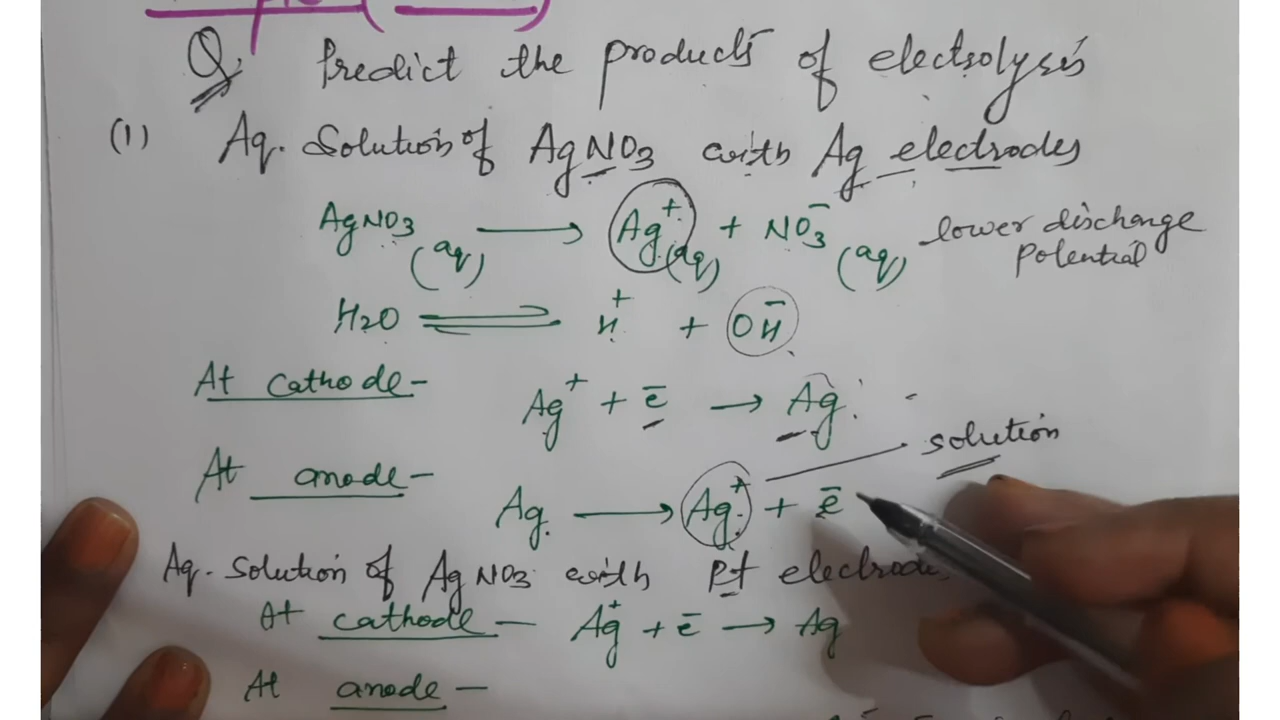 Q. Predict the products of electrolysis
(1) Aq. Solution of AgNO3 with Ag electrodes
AgNO3 (aq) ⟶ Ag+ (aq) + NO3− (aq) lower discharge potential
H2O ⇌ H+ + OH−
At cathode- Ag+ + e− → Ag.
solution
At anode- Ag. ⟶ Ag+ + e−
Aq. solution of AgNO3 with Pt
At cathode - Ag+ + e− → Ag
At anode -